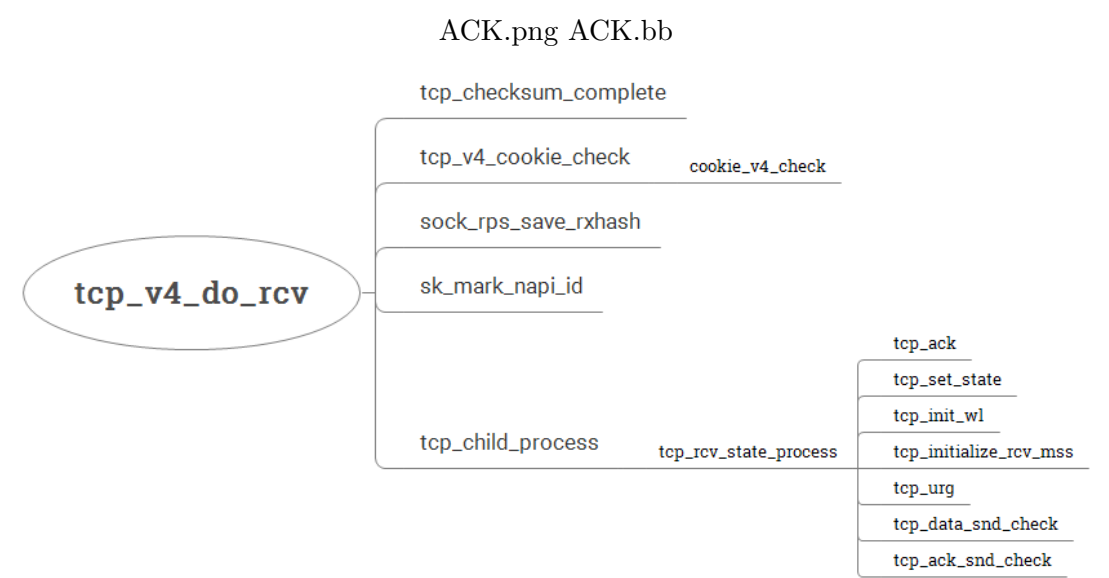 ACK.png ACK.bb
tcp_checksum_complete
tcp_v4_cookie_check
cookie_v4_check
sock_rps_save_rxhash
tcp_v4_do_rcv
sk_mark_napi_id
tcp_child_process
tcp_rcv_state_process
tcp_ack
tcp_set_state
tcp_init_wl
tcp_initialize_rcv_mss
tcp_urg
tcp_data_snd_check
tcp_ack_snd_check